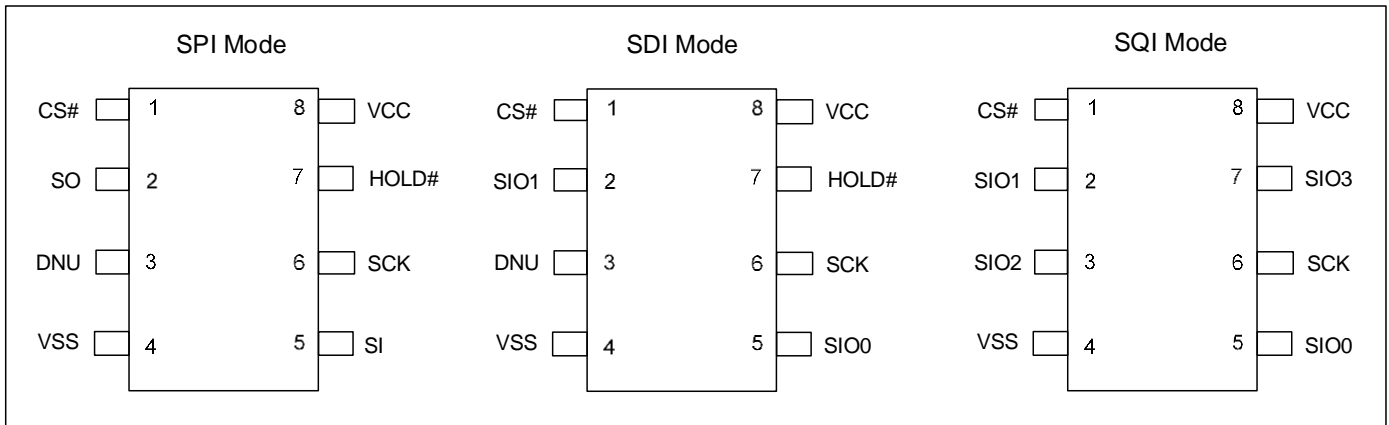 SPI Mode
CS# 1 8 VCC
SO 2 7 HOLD#
DNU 3 6 SCK
VSS 4 5 SI
SDI Mode
CS# 1 8 VCC
SIO1 2 7 HOLD#
DNU 3 6 SCK
VSS 4 5 SIO0
SQI Mode
CS# 1 8 VCC
SIO1 2 7 SIO3
SIO2 3 6 SCK
VSS 4 5 SIO0